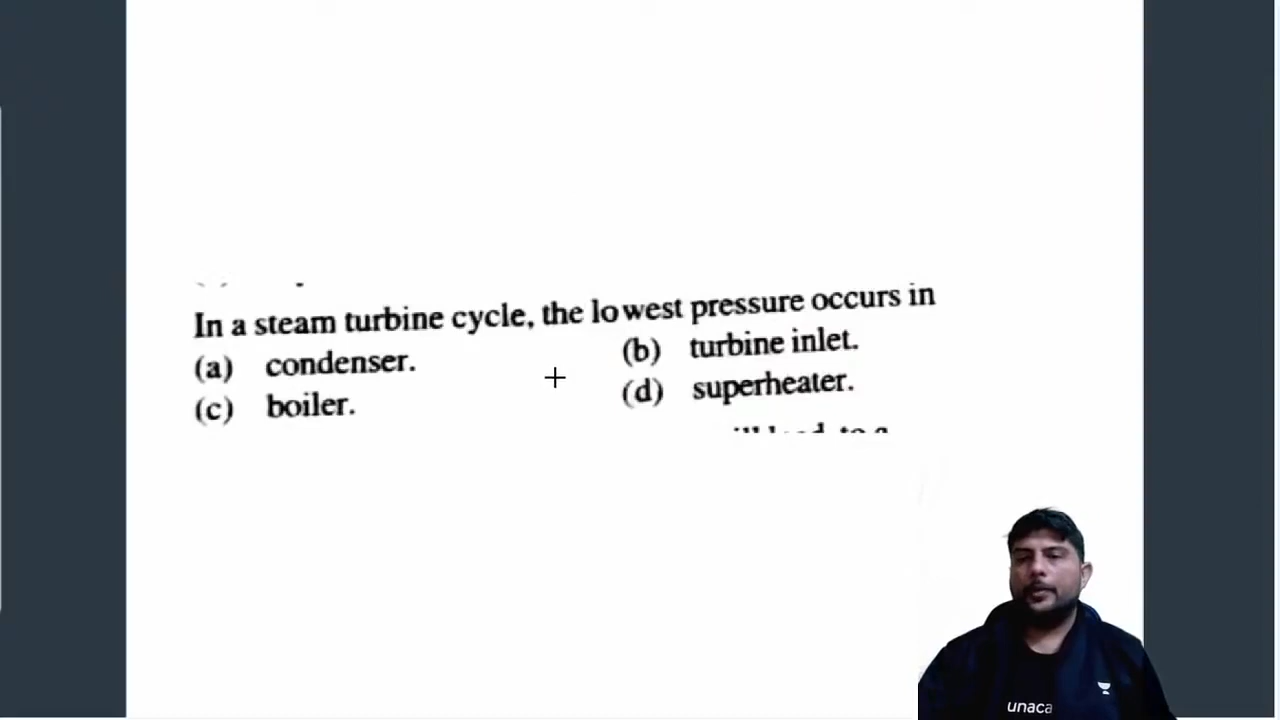 In a steam turbine cycle, the lowest pressure occurs in
(a) condenser. (b) turbine inlet.
(c) boiler. (d) superheater.
unaca